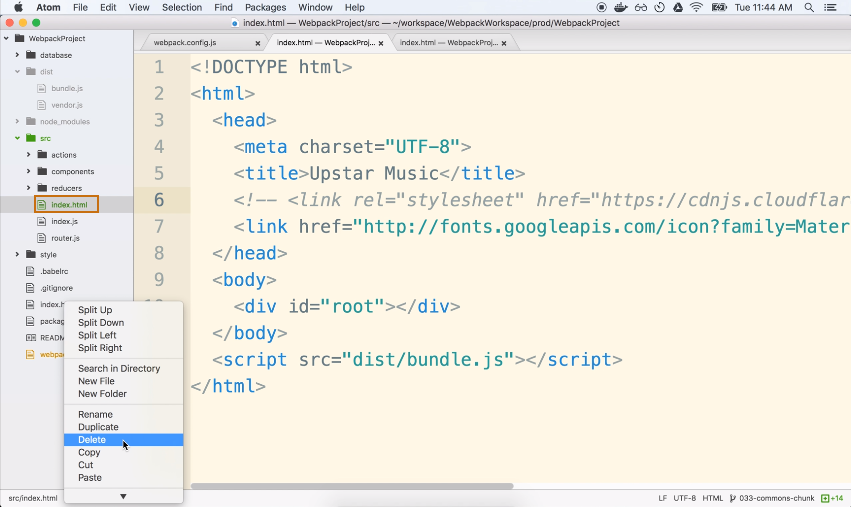 Atom File Edit View Selection Find Packages Window Help Tue 11:44 AM
index.html — WebpackProject/src — ~/workspace/WebpackWorkspace/prod/WebpackProject
WebpackProject
database
dist
bundle.js
vendor.js
node_modules
src
actions
components
reducers
index.html
index.js
router.js
style
.babelrc
.gitignore
index.h
packag
READM
webpac
Split Up
Split Down
Split Left
Split Right
Search in Directory
New File
New Folder
Rename
Duplicate
Delete
Copy
Cut
Paste
webpack.config.js × index.html — WebpackProj... × index.html — WebpackProj... ×
1 <!DOCTYPE html>
2 <html>
3 <head>
4 <meta charset="UTF-8">
5 <title>Upstar Music</title>
6 <!-- <link rel="stylesheet" href="https://cdnjs.cloudflar
7 <link href="http://fonts.googleapis.com/icon?family=Mater
8 </head>
9 <body>
<div id="root"></div>
</body>
<script src="dist/bundle.js"></script>
</html>
src/index.html LF UTF-8 HTML 033-commons-chunk +14